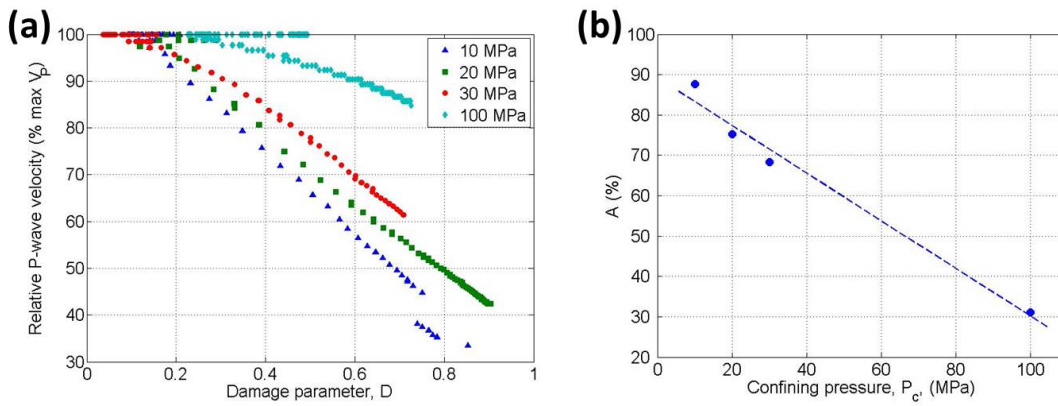 (a)
100
90
80
70
60
50
40
30
Relative P-wave velocity (% max Vp)
0 0.2 0.4 0.6 0.8 1
Damage parameter, D
10 MPa
20 MPa
30 MPa
100 MPa
(b)
100
90
80
70
60
50
40
30
20
A (%)
0 20 40 60 80 100
Confining pressure, Pc, (MPa)